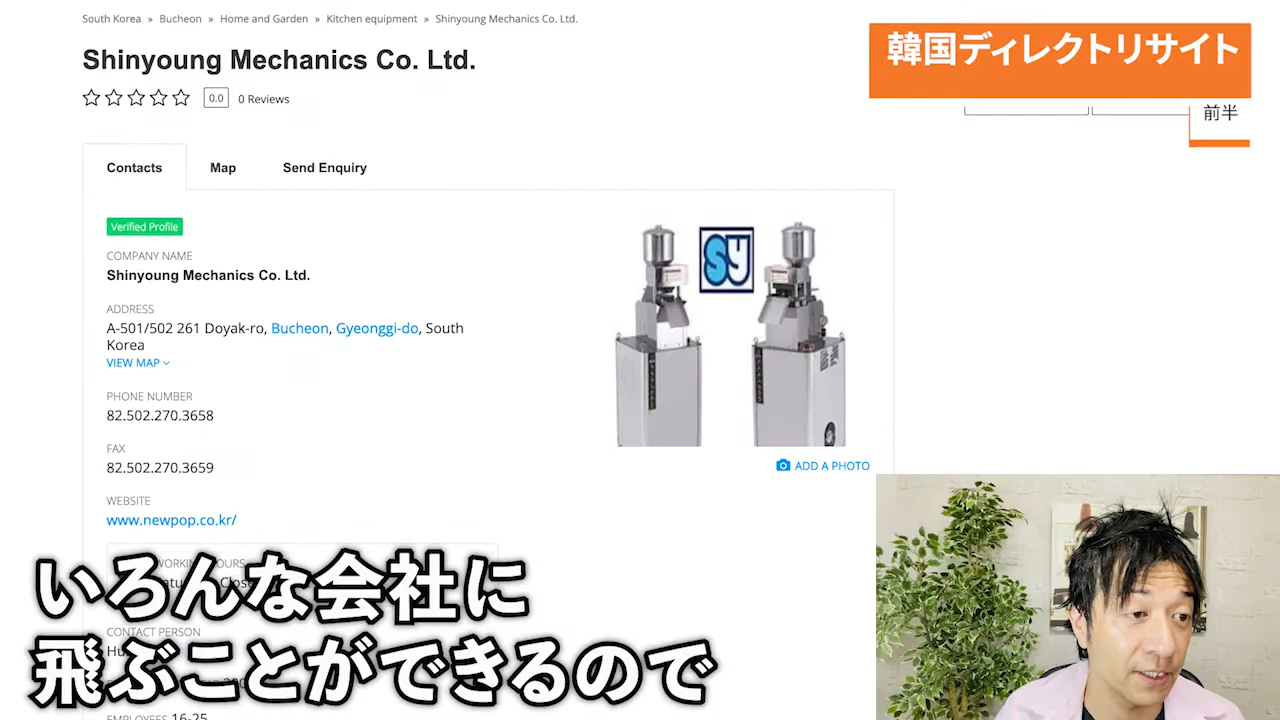 South Korea » Bucheon » Home and Garden » Kitchen equipment » Shinyoung Mechanics Co. Ltd.
Shinyoung Mechanics Co. Ltd.
0.0 0 Reviews
韓国ディレクトリサイト
前半
Contacts Map Send Enquiry
Verified Profile
COMPANY NAME
Shinyoung Mechanics Co. Ltd.
ADDRESS
A-501/502 261 Doyak-ro, Bucheon, Gyeonggi-do, South
Korea
VIEW MAP
PHONE NUMBER
82.502.270.3658
FAX
82.502.270.3659
WEBSITE
www.newpop.co.kr/
sy
ADD A PHOTO
WORKING HOURS
CONTACT PERSON
EMPLOYEES 16-25
いろんな会社に
飛ぶことができるので